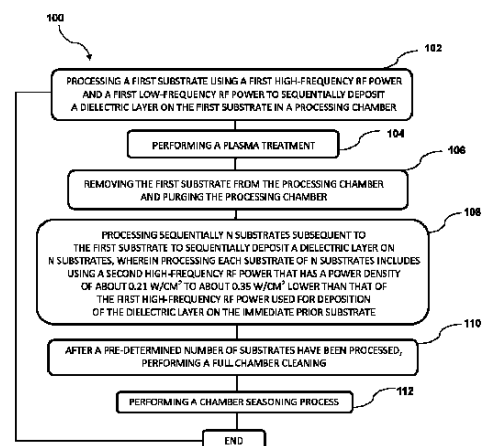 100
102
PROCESSING A FIRST SUBSTRATE USING A FIRST HIGH-FREQUENCY RF POWER
AND A FIRST LOW-FREQUENCY RF POWER TO SEQUENTIALLY DEPOSIT
A DIELECTRIC LAYER ON THE FIRST SUBSTRATE IN A PROCESSING CHAMBER
104
PERFORMING A PLASMA TREATMENT
106
REMOVING THE FIRST SUBSTRATE FROM THE PROCESSING CHAMBER
AND PURGING THE PROCESSING CHAMBER
108
PROCESSING SEQUENTIALLY N SUBSTRATES SUBSEQUENT TO
THE FIRST SUBSTRATE TO SEQUENTIALLY DEPOSIT A DIELECTRIC LAYER ON
N SUBSTRATES, WHEREIN PROCESSING EACH SUBSTRATE OF N SUBSTRATES INCLUDES
USING A SECOND HIGH-FREQUENCY RF POWER THAT HAS A POWER DENSITY
OF ABOUT 0.21 W/CM² TO ABOUT 0.35 W/CM² LOWER THAN THAT OF
THE FIRST HIGH-FREQUENCY RF POWER USED FOR DEPOSITION
OF THE DIELECTRIC LAYER ON THE IMMEDIATE PRIOR SUBSTRATE
110
AFTER A PRE-DETERMINED NUMBER OF SUBSTRATES HAVE BEEN PROCESSED,
PERFORMING A FULL CHAMBER CLEANING
112
PERFORMING A CHAMBER SEASONING PROCESS
END